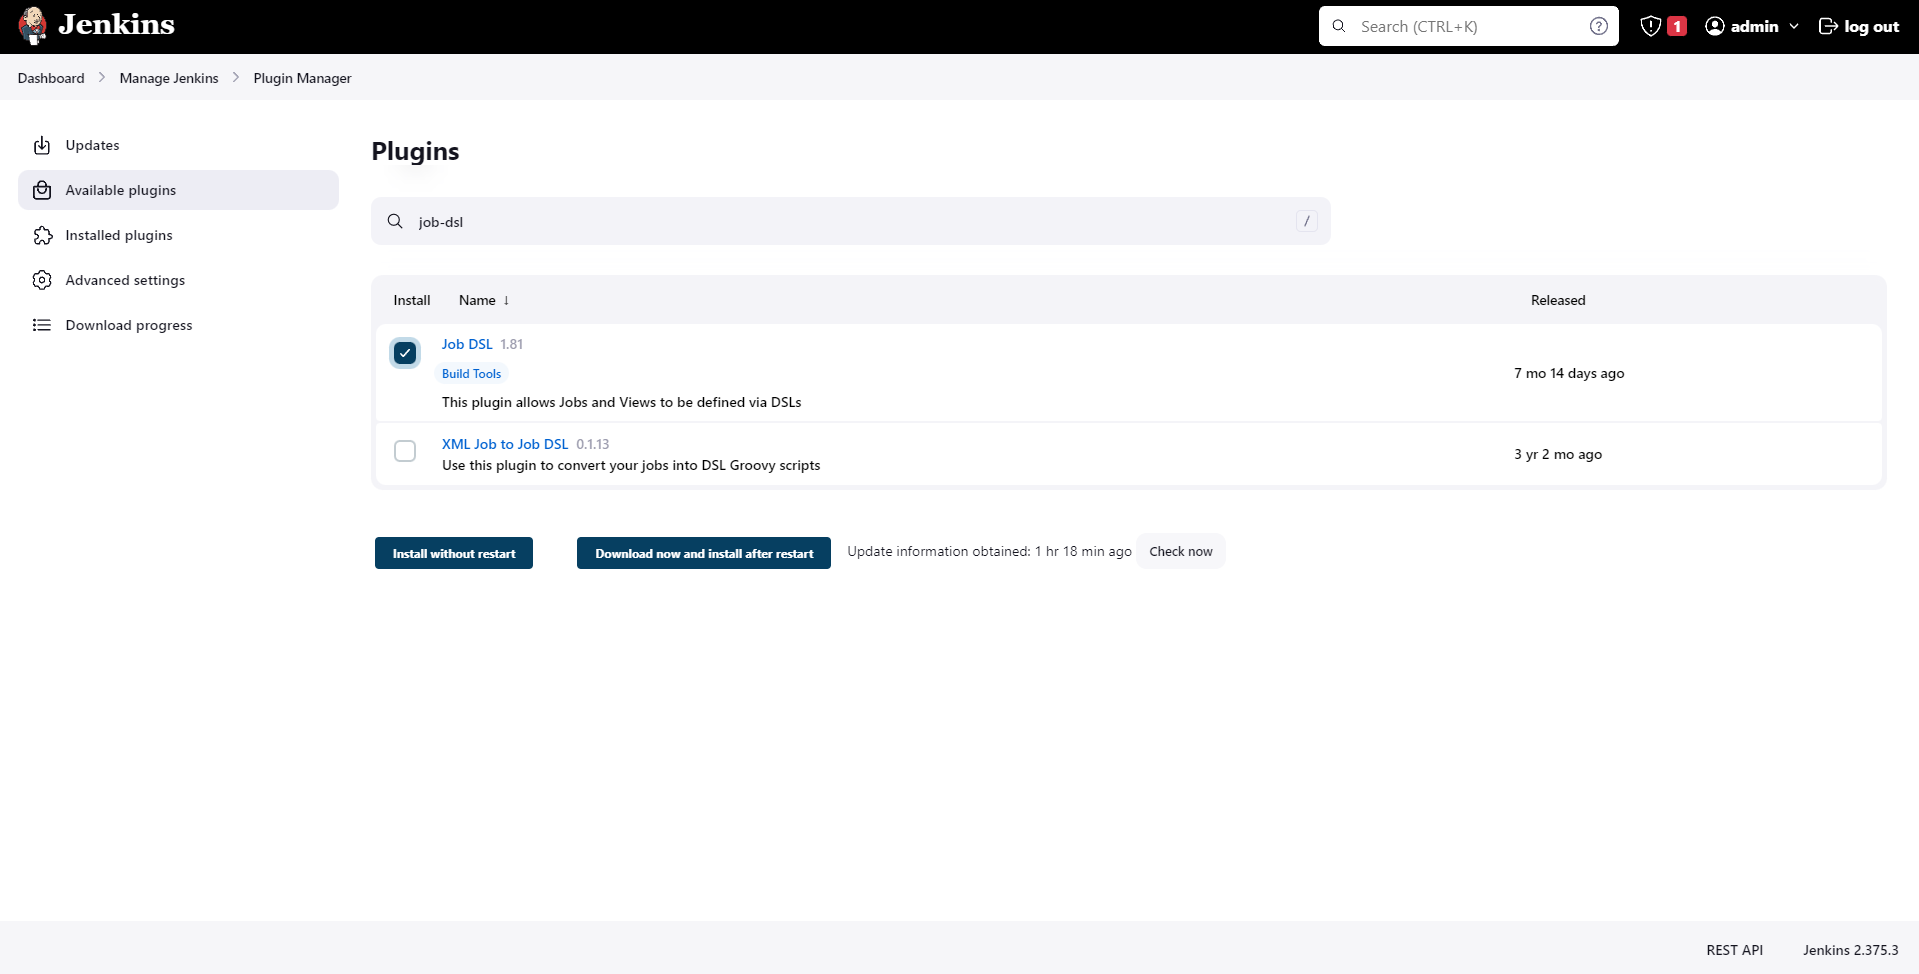 Jenkins
Search (CTRL+K)
1
admin
log out
Dashboard
Manage Jenkins
Plugin Manager
Updates
Available plugins
Installed plugins
Advanced settings
Download progress
Plugins
job-dsl
/
Install Name ↓ Released
Job DSL 1.81
Build Tools
This plugin allows Jobs and Views to be defined via DSLs
7 mo 14 days ago
XML Job to Job DSL 0.1.13
Use this plugin to convert your jobs into DSL Groovy scripts
3 yr 2 mo ago
Install without restart
Download now and install after restart
Update information obtained: 1 hr 18 min ago
Check now
REST API
Jenkins 2.375.3